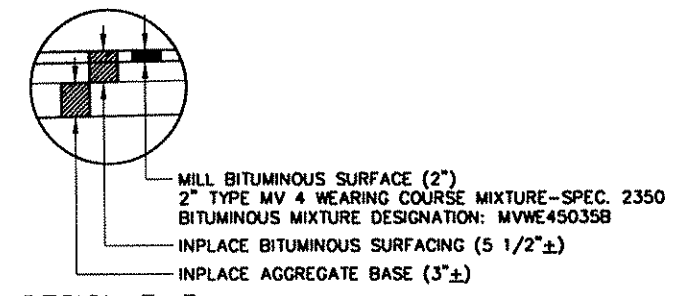 MILL BITUMINOUS SURFACE (2")
2" TYPE MV 4 WEARING COURSE MIXTURE-SPEC. 2350
BITUMINOUS MIXTURE DESIGNATION: MVWE45035B
INPLACE BITUMINOUS SURFACING (5 1/2"±)
INPLACE AGGREGATE BASE (3"±)